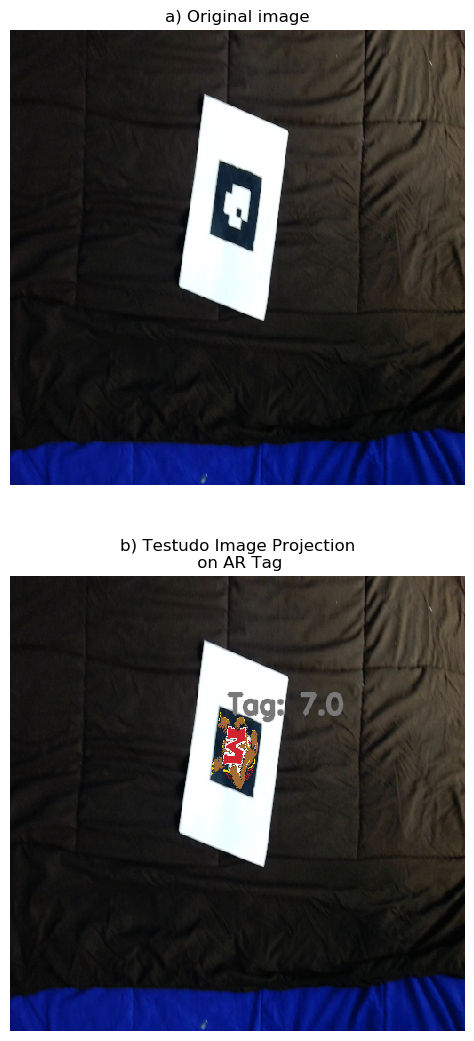 a) Original image
b) Testudo Image Projection
on AR Tag
Tag: 7.0
M